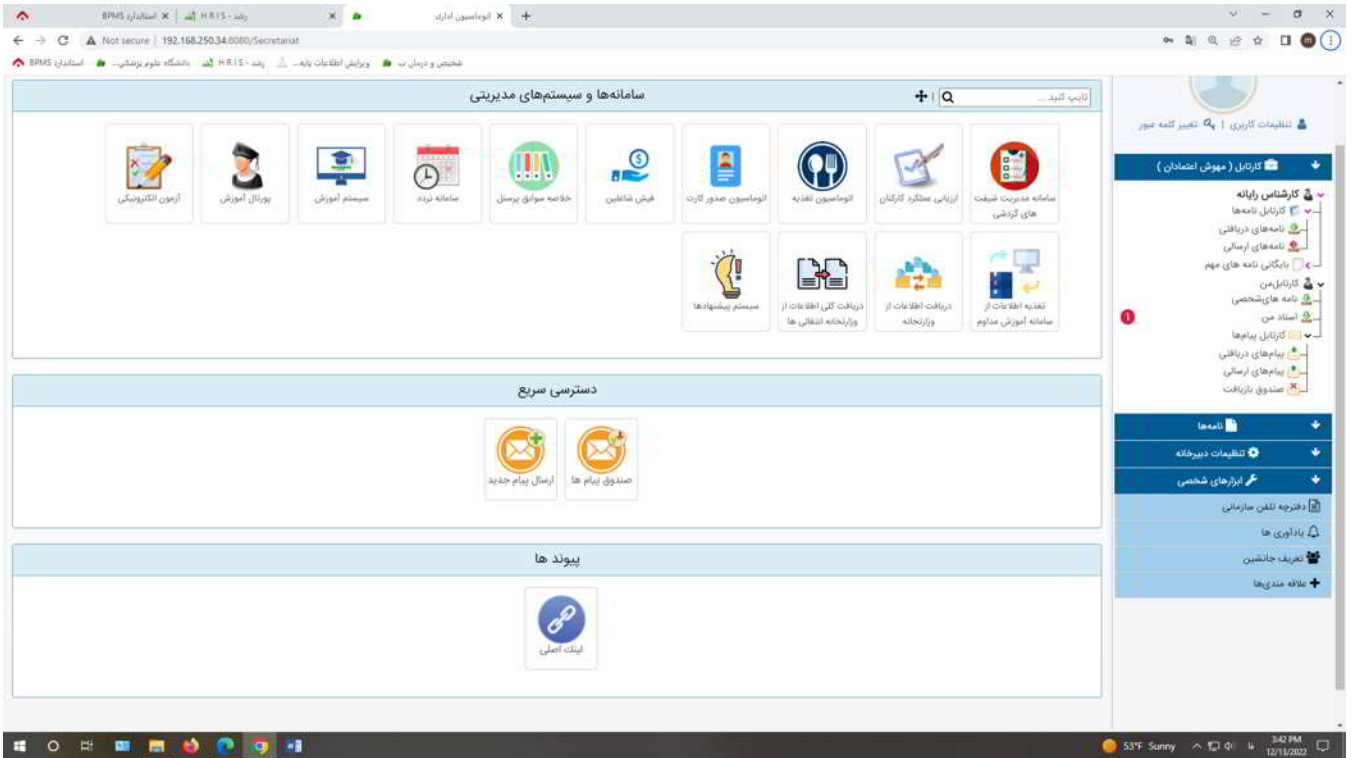 استاندارد BPMS
رشد - H R I S
اتوماسیون اداری
Not secure | 192.168.250.34:8080/Secretariat
استاندارد BPMS
دانشگاه علوم پزشکی...
رشد - H R I S
ویرایش اطلاعات پایه...
تشخیص و درمان ب
سامانه‌ها و سیستم‌های مدیریتی
تایپ کنید ...
سامانه مدیریت شیفت
های گردشی
ارزیابی عملکرد کارکنان
اتوماسیون تغذیه
اتوماسیون صدور کارت
فیش شاغلین
خلاصه سوابق پرسنل
سامانه تردد
سیستم آموزش
پورتال آموزش
آزمون الکترونیکی
تغذیه اطلاعات از
سامانه آموزش مداوم
دریافت اطلاعات از
وزارتخانه
دریافت کلی اطلاعات از
وزارتخانه انتقالی ها
سیستم پیشنهادها
دسترسی سریع
صندوق پیام ها
ارسال پیام جدید
پیوند ها
لینک اصلی
تنظیمات کاربری | تغییر کلمه عبور
کارتابل ( مهوش اعتمادان )
کارشناس رایانه
کارتابل نامه‌ها
نامه‌های دریافتی
نامه‌های ارسالی
بایگانی نامه های مهم
کارتابل‌من
نامه های‌شخصی
اسناد من
1
کارتابل پیام‌ها
پیام‌های دریافتی
پیام‌های ارسالی
صندوق بازیافت
نامه‌ها
تنظیمات دبیرخانه
ابزارهای شخصی
دفترچه تلفن سازمانی
یادآوری ها
تعریف جانشین
علاقه مندی‌ها
53°F Sunny
3:42 PM
12/13/2022